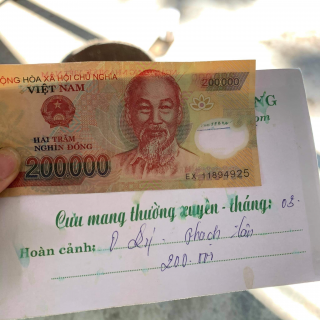 CỘNG HÒA XÃ HỘI CHỦ NGHĨA
VIỆT NAM
200000
HAI TRĂM
NGHÌN ĐỒNG
200000
EX 11894925
Cưu mang thường xuyên - tháng: 03
Hoàn cảnh:
200.000